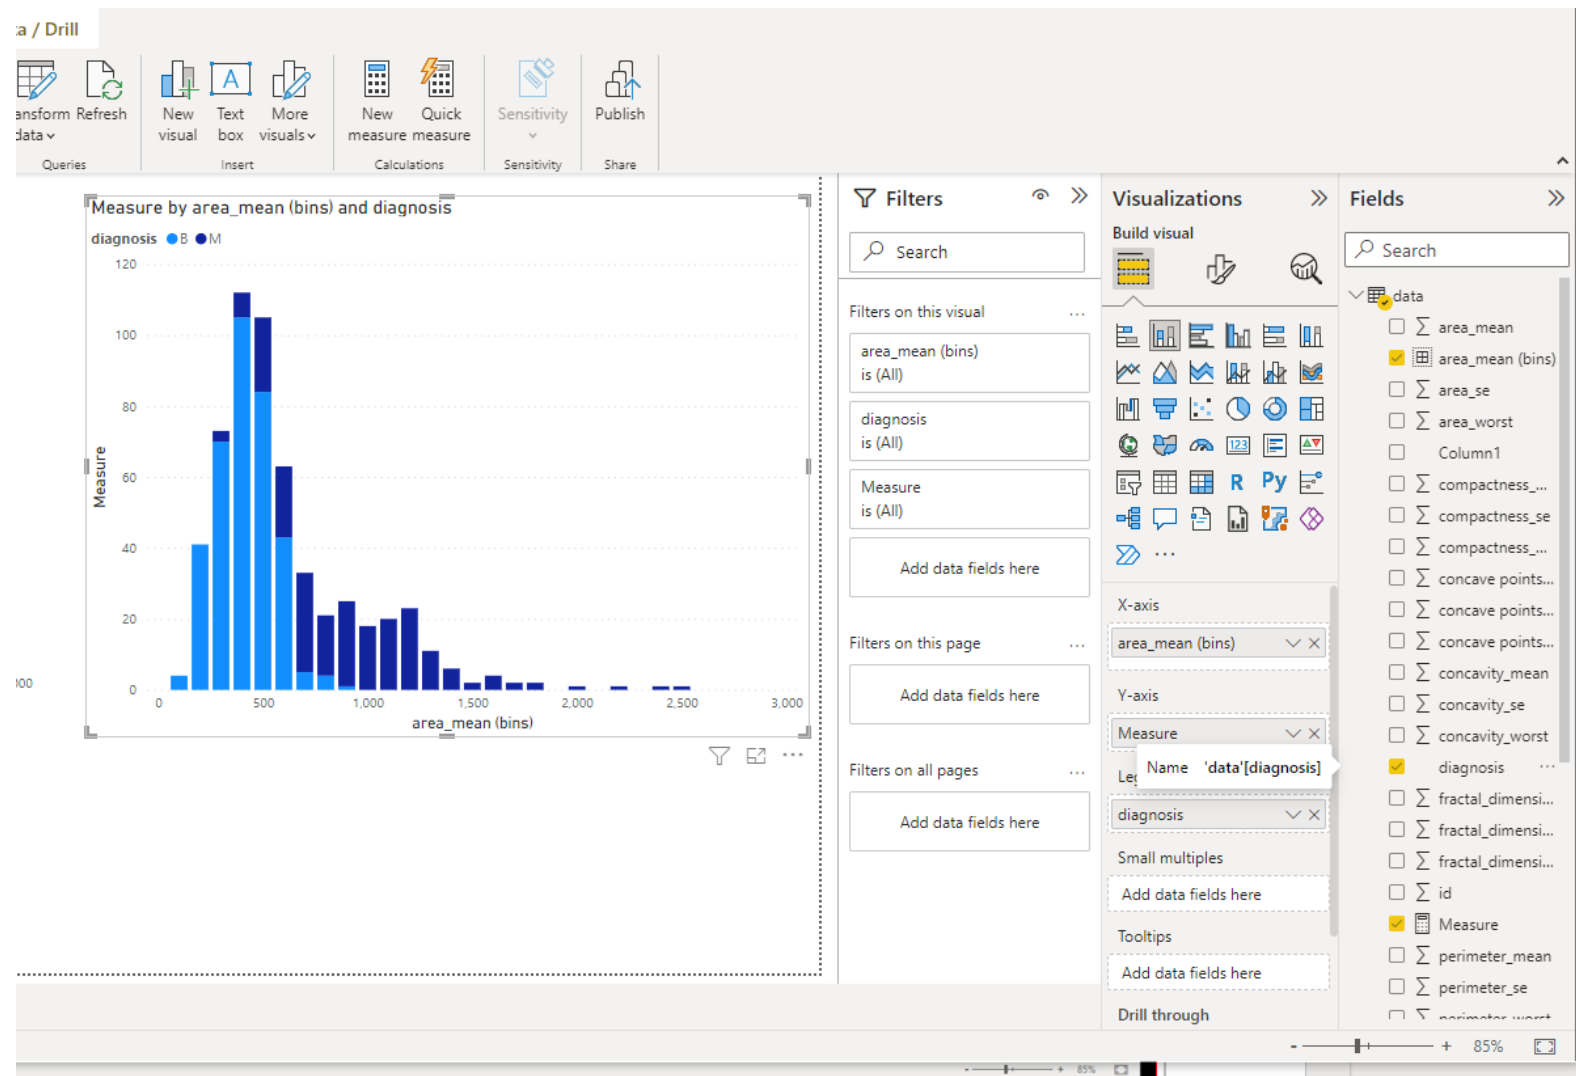 ta / Drill
ansform Refresh
data
New visual
Text box
More visuals
New measure
Quick measure
Sensitivity
Publish
Queries
Insert
Calculations
Sensitivity
Share
Measure by area_mean (bins) and diagnosis
diagnosis B M
120
100
80
60
40
20
0
Measure
0 500 1,000 1,500 2,000 2,500 3,000
area_mean (bins)
000
Filters
Search
Filters on this visual ...
area_mean (bins)
is (All)
diagnosis
is (All)
Measure
is (All)
Add data fields here
Filters on this page ...
Add data fields here
Filters on all pages ...
Add data fields here
Visualizations
Build visual
123
R Py
...
X-axis
area_mean (bins)
Y-axis
Measure
Name 'data'[diagnosis]
Le
diagnosis
Small multiples
Add data fields here
Tooltips
Add data fields here
Drill through
Fields
Search
data
area_mean
area_mean (bins)
area_se
area_worst
Column1
compactness_...
compactness_se
compactness_...
concave points...
concave points...
concave points...
concavity_mean
concavity_se
concavity_worst
diagnosis ...
fractal_dimensi...
fractal_dimensi...
fractal_dimensi...
id
Measure
perimeter_mean
perimeter_se
perimeter_worst
- + 85%
- + 85%